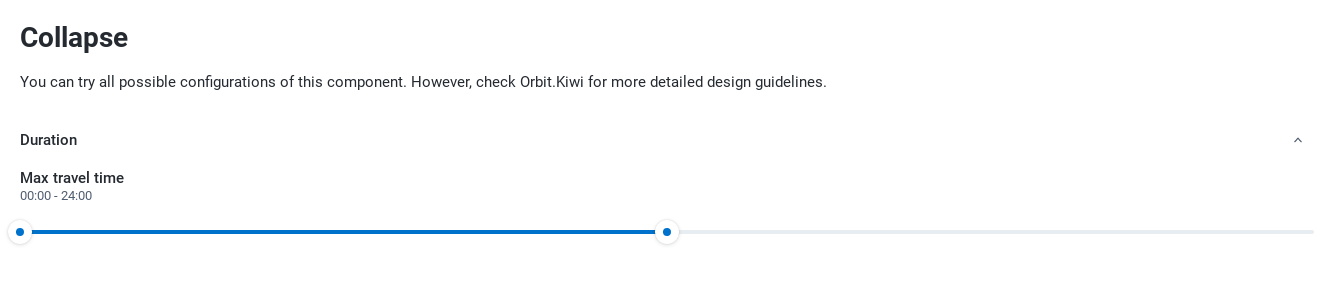 Collapse
You can try all possible configurations of this component. However, check Orbit.Kiwi for more detailed design guidelines.
Duration
Max travel time
00:00 - 24:00